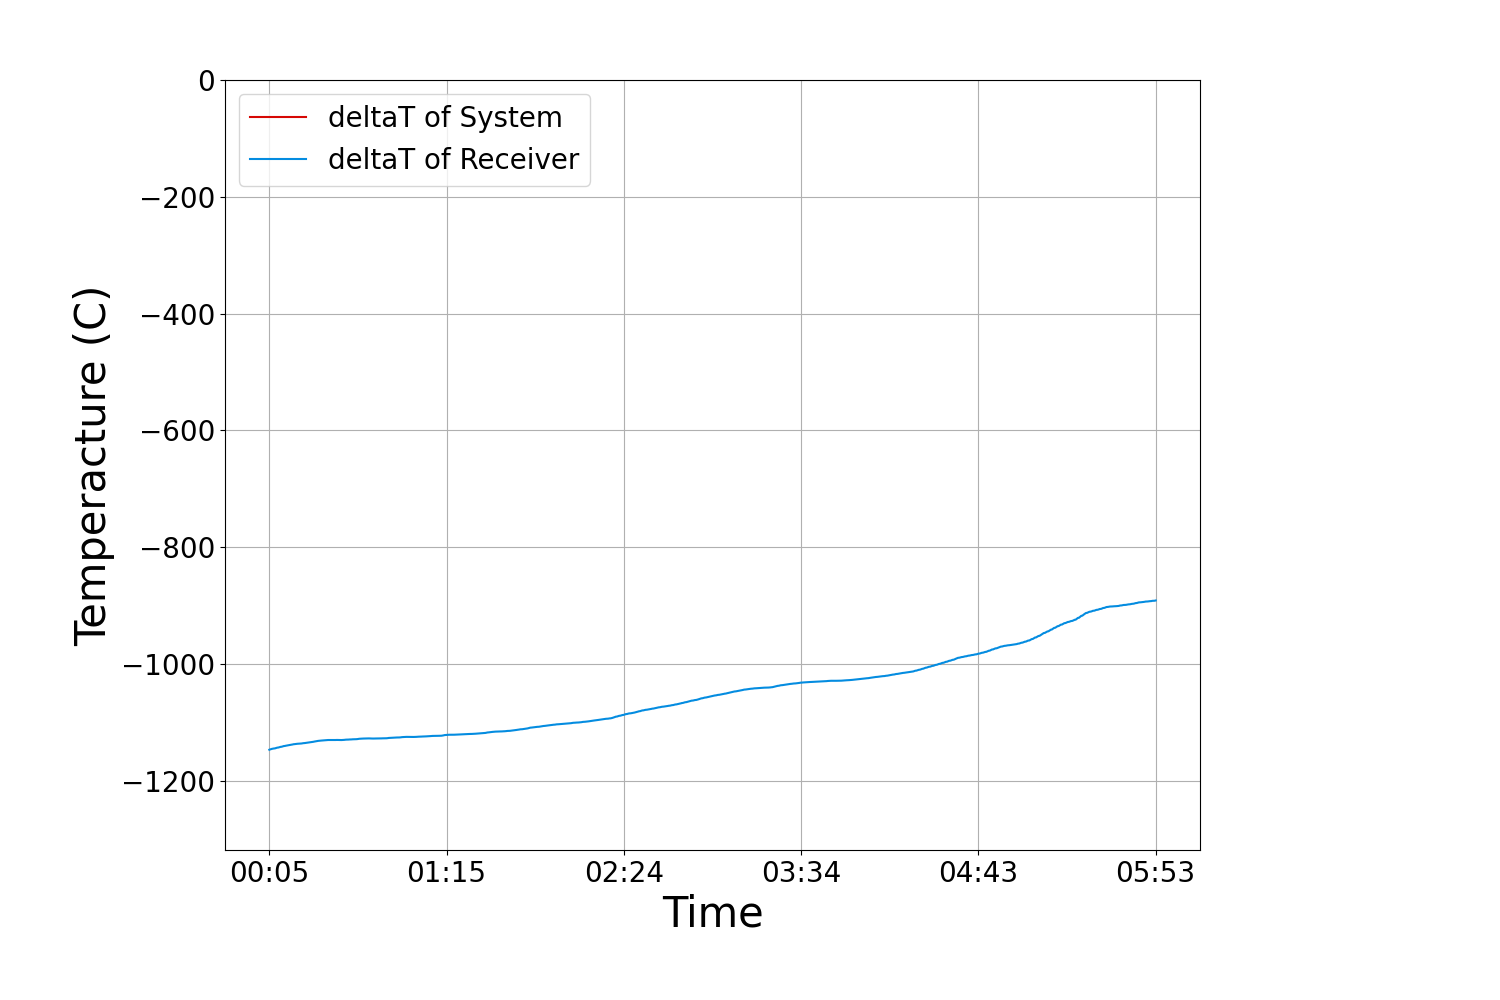 0
deltaT of System
deltaT of Receiver
−200
−400
−600
−800
−1000
−1200
Temperacture (C)
00:05 01:15 02:24 03:34 04:43 05:53
Time